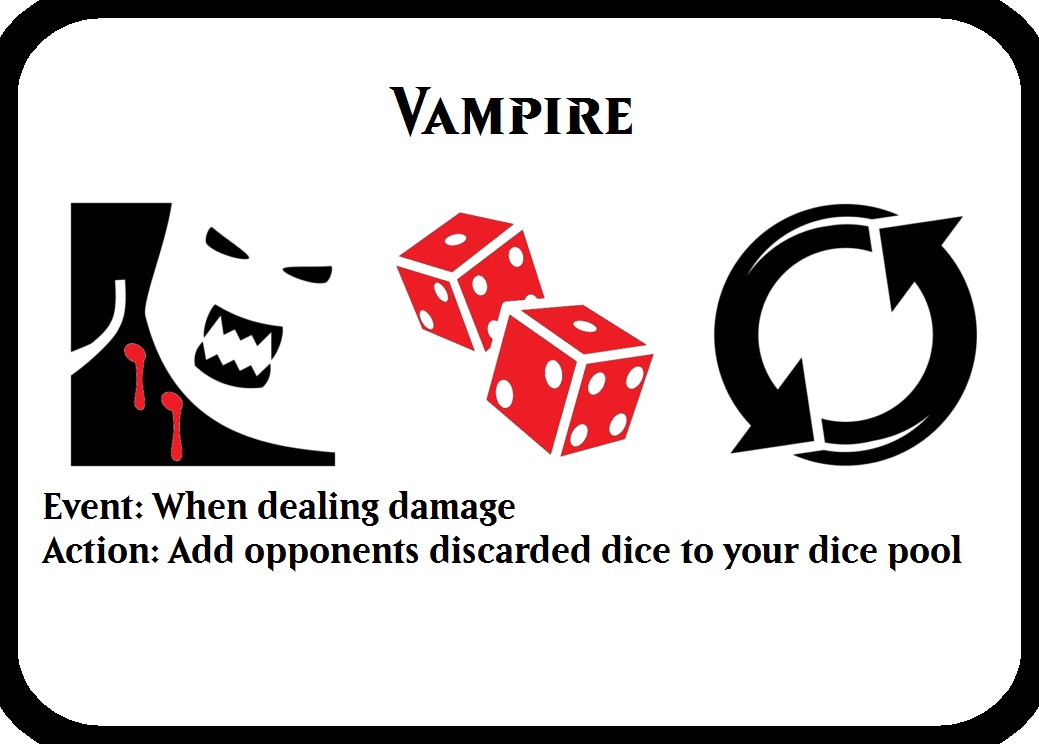 Vampire
Event: When dealing damage
Action: Add opponents discarded dice to your dice pool